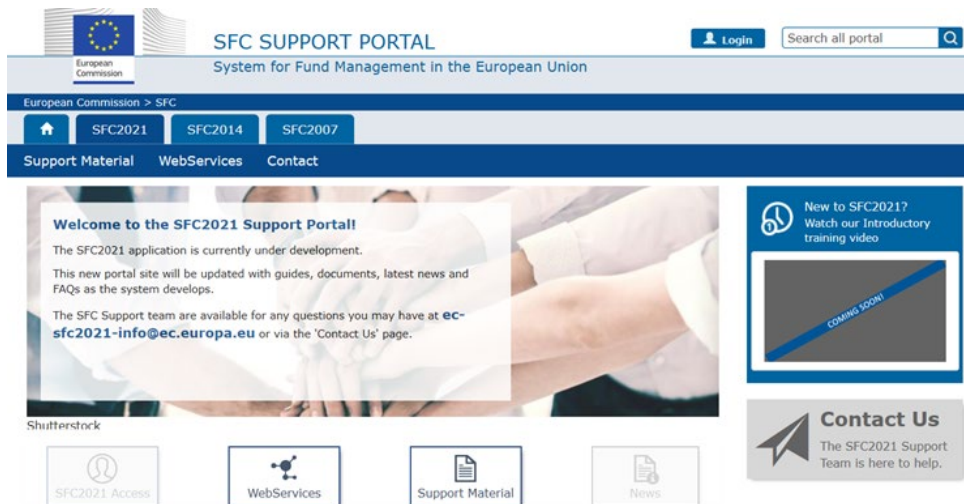 European
Commission
SFC SUPPORT PORTAL
System for Fund Management in the European Union
Login
Search all portal
European Commission > SFC
SFC2021
SFC2014
SFC2007
Support Material
WebServices
Contact
Welcome to the SFC2021 Support Portal!
The SFC2021 application is currently under development.
This new portal site will be updated with guides, documents, latest news and
FAQs as the system develops.
The SFC Support team are available for any questions you may have at ec-
sfc2021-info@ec.europa.eu or via the 'Contact Us' page.
Shutterstock
New to SFC2021?
Watch our Introductory
training video
COMING SOON!
Contact Us
The SFC2021 Support
Team is here to help.
SFC2021 Access
WebServices
Support Material
News